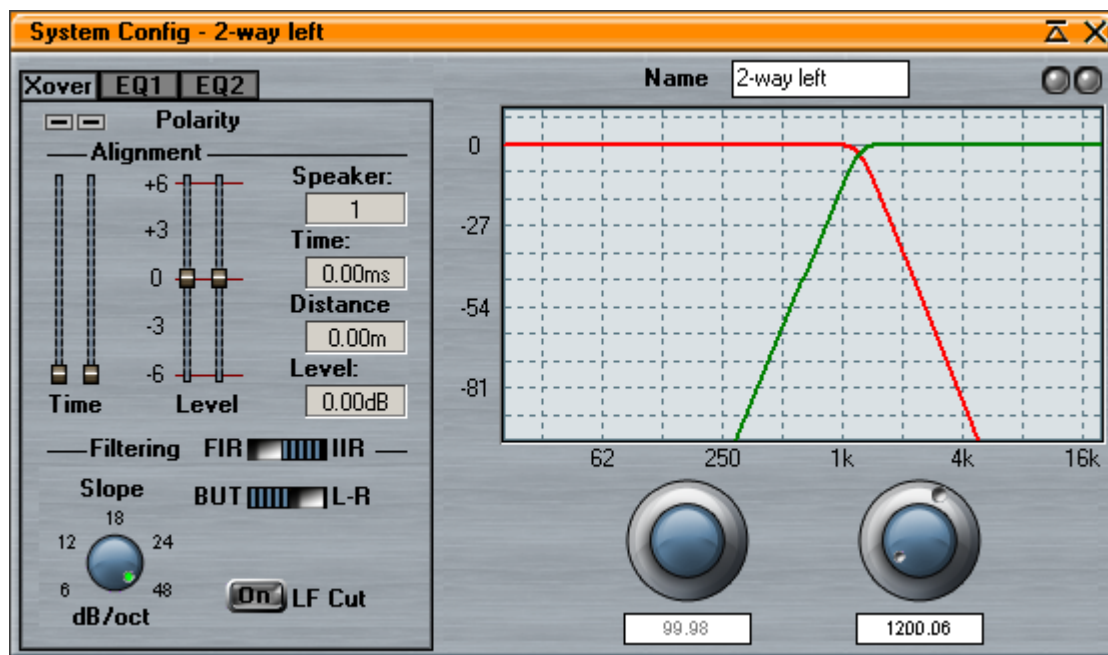 System Config - 2-way left
Xover EQ1 EQ2
Name 2-way left
Polarity
Alignment
+6
+3
0
-3
-6
Time Level
Speaker:
1
Time:
0.00ms
Distance
0.00m
Level:
0.00dB
Filtering FIR IIR
BUT L-R
Slope
6 12 18 24 48
dB/oct
On LF Cut
0
-27
-54
-81
62 250 1k 4k 16k
99.98 1200.06